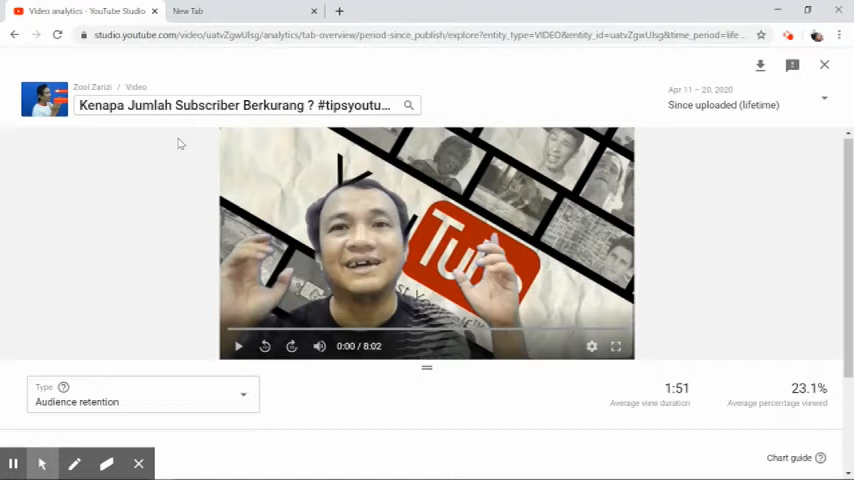 Video analytics - YouTube Studio
New Tab
studio.youtube.com/video/uatvZgwUlsg/analytics/tab-overview/period-since_publish/explore?entity_type=VIDEO&entity_id=uatvZgwUlsg&time_period=life...
Zool Zarizi / Video
Apr 11 – 20, 2020
Kenapa Jumlah Subscriber Berkurang ? #tipsyoutu...
Since uploaded (lifetime)
0:00 / 8:02
Type
Audience retention
1:51
Average view duration
23.1%
Average percentage viewed
Chart guide